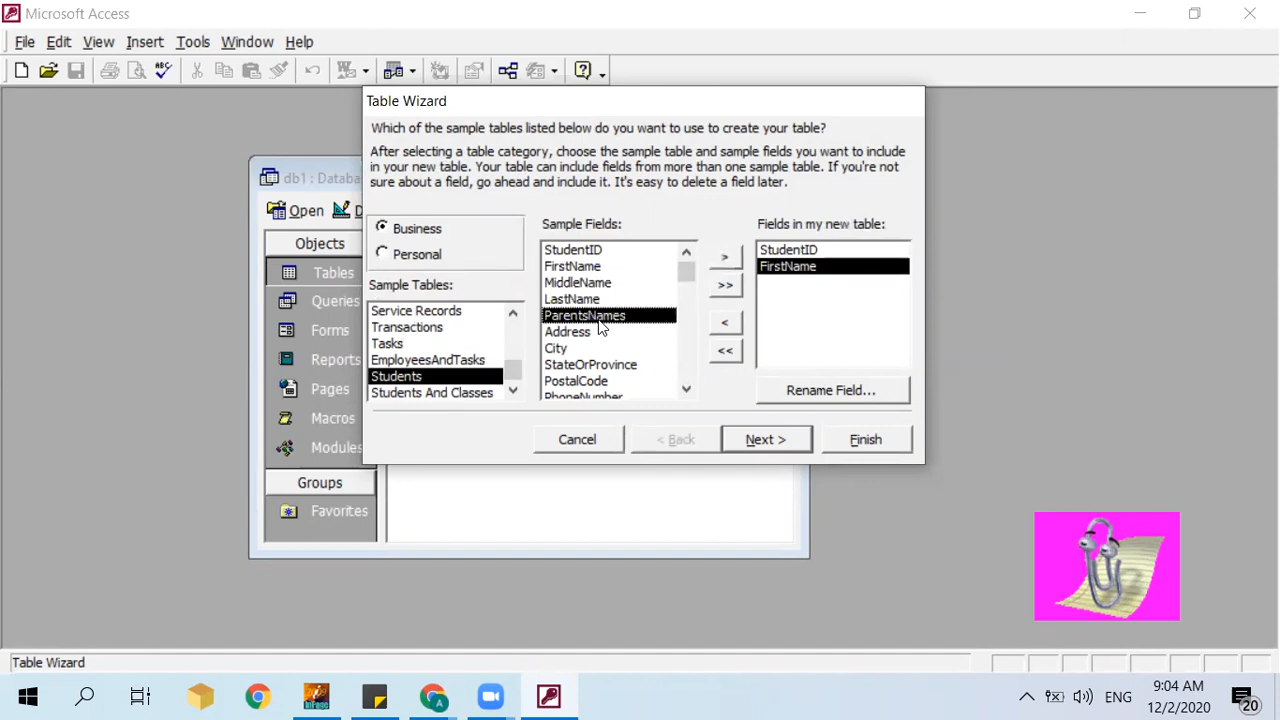 Microsoft Access
File Edit View Insert Tools Window Help
Table Wizard
Which of the sample tables listed below do you want to use to create your table?
After selecting a table category, choose the sample table and sample fields you want to include
in your new table. Your table can include fields from more than one sample table. If you're not
sure about a field, go ahead and include it. It's easy to delete a field later.
db1 : Databa
Open D
Objects
Tables
Queries
Forms
Reports
Pages
Macros
Modules
Groups
Favorites
Business
Personal
Sample Tables:
Service Records
Transactions
Tasks
EmployeesAndTasks
Students
Students And Classes
Sample Fields:
StudentID
FirstName
MiddleName
LastName
ParentsNames
Address
City
StateOrProvince
PostalCode
PhoneNumber
>
>>
<
<<
Fields in my new table:
StudentID
FirstName
Rename Field...
Cancel < Back Next > Finish
Table Wizard
ENG
9:04 AM
12/2/2020
20